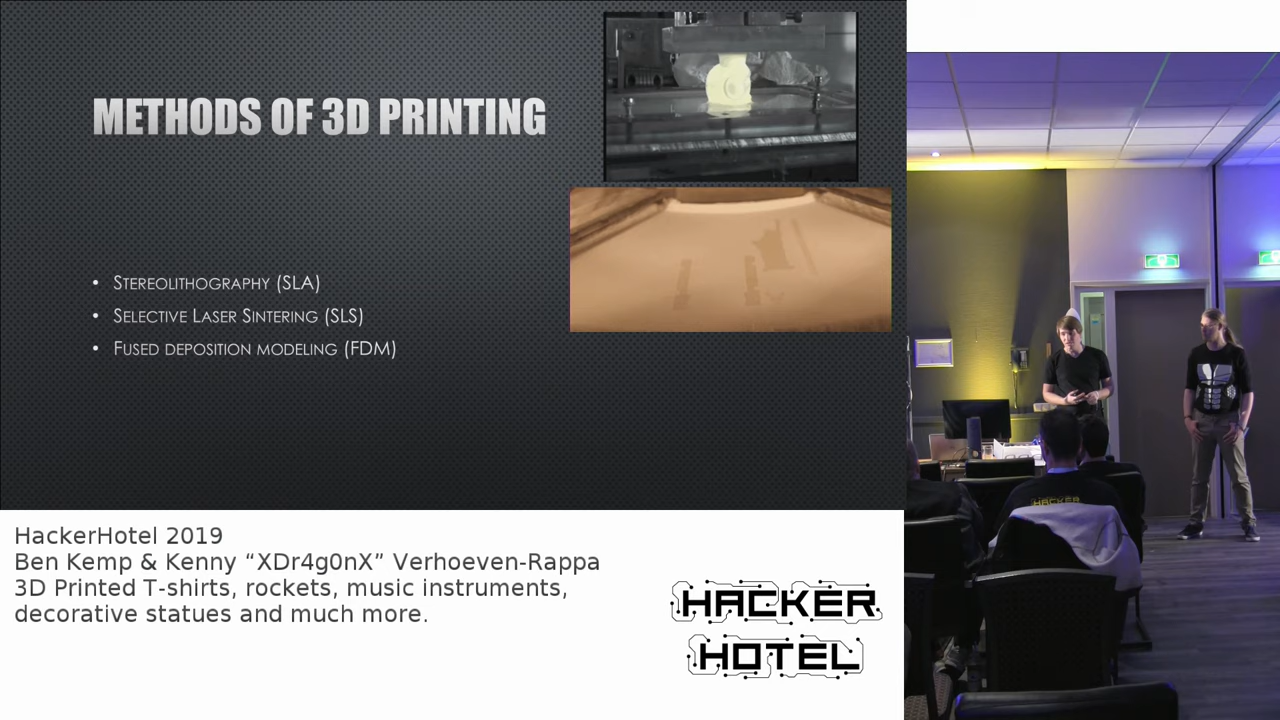 METHODS OF 3D PRINTING
• STEREOLITHOGRAPHY (SLA)
• SELECTIVE LASER SINTERING (SLS)
• FUSED DEPOSITION MODELING (FDM)
HackerHotel 2019
Ben Kemp & Kenny “XDr4g0nX” Verhoeven-Rappa
3D Printed T-shirts, rockets, music instruments,
decorative statues and much more.
HACKER
HOTEL
HACKER